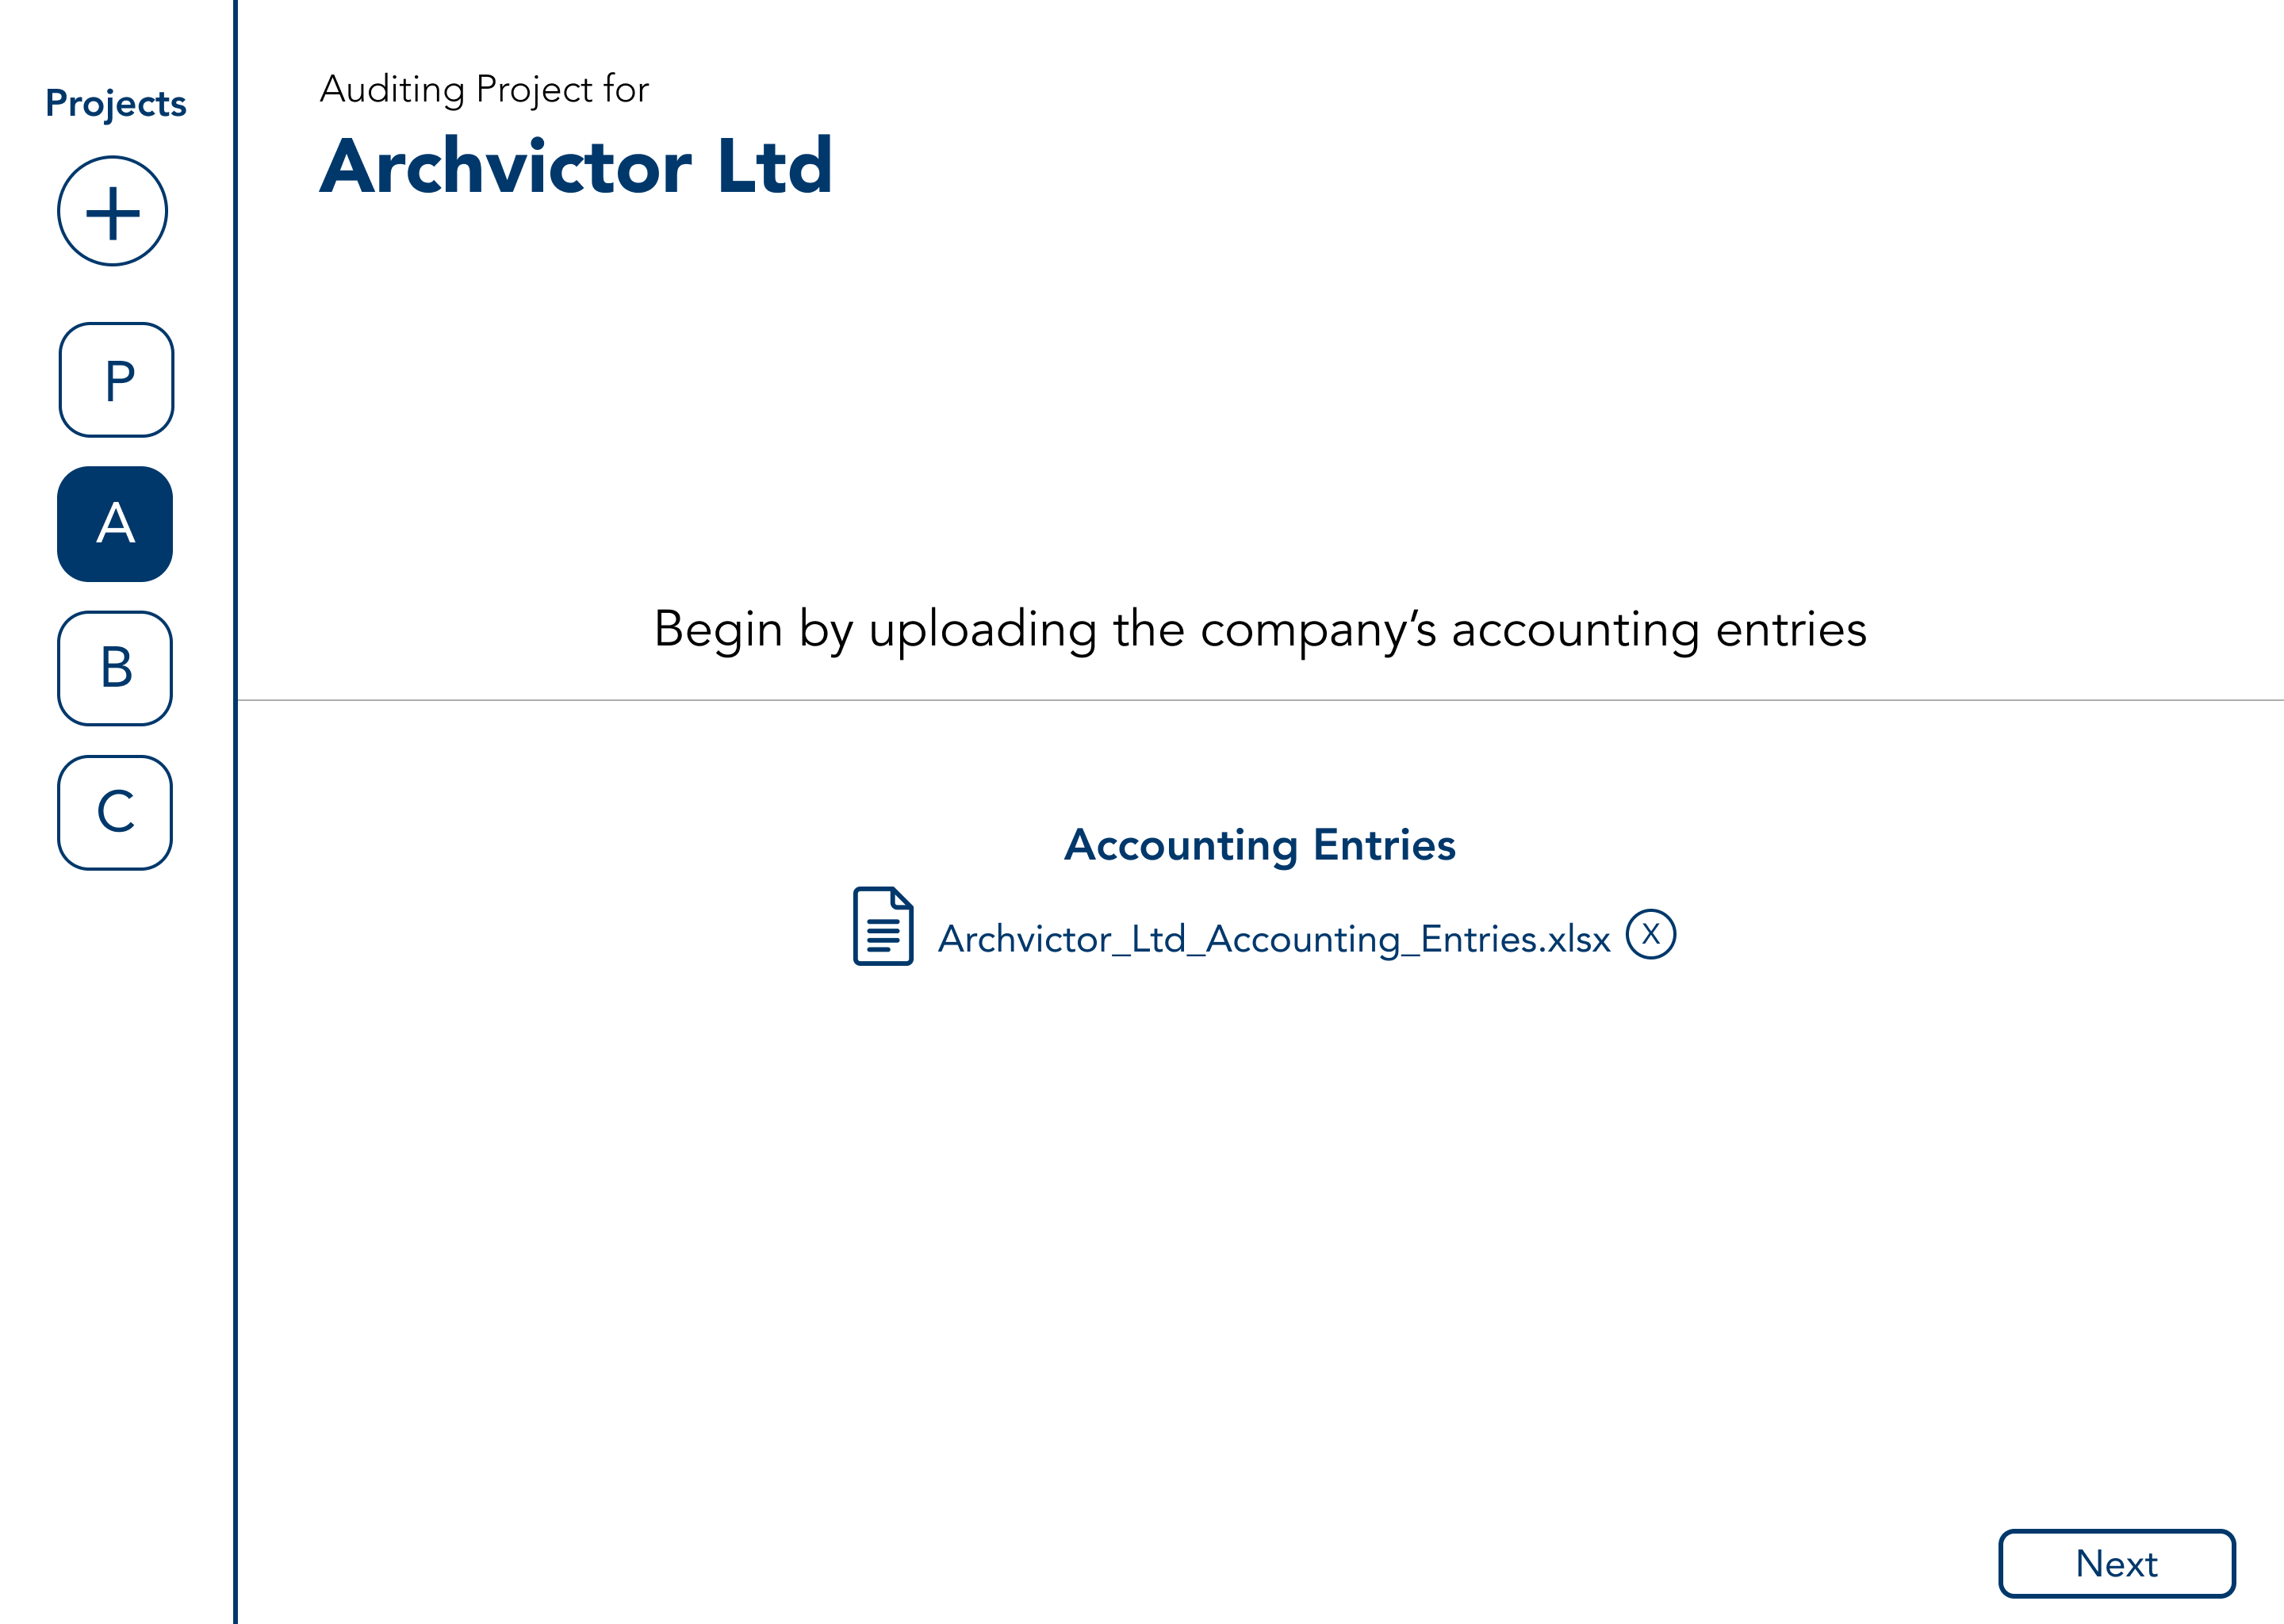 Projects
+
P
A
B
C
Auditing Project for
Archvictor Ltd
Begin by uploading the company’s accounting entries
Accounting Entries
Archvictor_Ltd_Accounting_Entries.xlsx X
Next